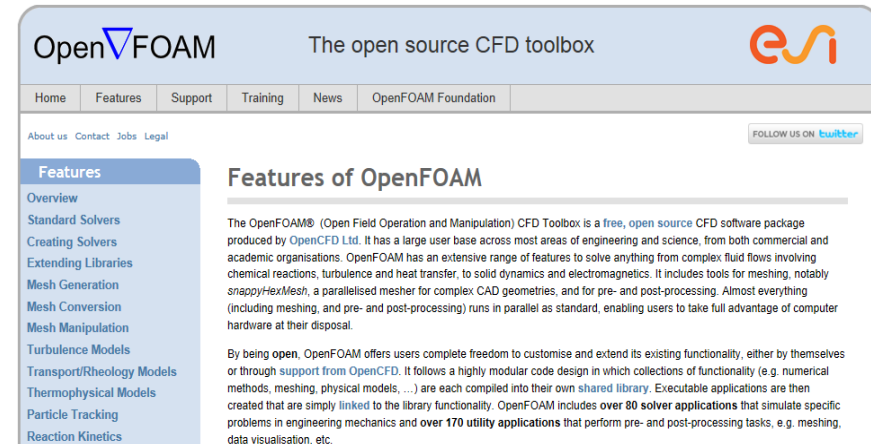 Open∇FOAM The open source CFD toolbox esi
Home Features Support Training News OpenFOAM Foundation
About us Contact Jobs Legal
FOLLOW US ON twitter
Features
Overview
Standard Solvers
Creating Solvers
Extending Libraries
Mesh Generation
Mesh Conversion
Mesh Manipulation
Turbulence Models
Transport/Rheology Models
Thermophysical Models
Particle Tracking
Reaction Kinetics
Features of OpenFOAM
The OpenFOAM® (Open Field Operation and Manipulation) CFD Toolbox is a free, open source CFD software package
produced by OpenCFD Ltd. It has a large user base across most areas of engineering and science, from both commercial and
academic organisations. OpenFOAM has an extensive range of features to solve anything from complex fluid flows involving
chemical reactions, turbulence and heat transfer, to solid dynamics and electromagnetics. It includes tools for meshing, notably
snappyHexMesh, a parallelised mesher for complex CAD geometries, and for pre- and post-processing. Almost everything
(including meshing, and pre- and post-processing) runs in parallel as standard, enabling users to take full advantage of computer
hardware at their disposal.
By being open, OpenFOAM offers users complete freedom to customise and extend its existing functionality, either by themselves
or through support from OpenCFD. It follows a highly modular code design in which collections of functionality (e.g. numerical
methods, meshing, physical models, …) are each compiled into their own shared library. Executable applications are then
created that are simply linked to the library functionality. OpenFOAM includes over 80 solver applications that simulate specific
problems in engineering mechanics and over 170 utility applications that perform pre- and post-processing tasks, e.g. meshing,
data visualisation, etc.